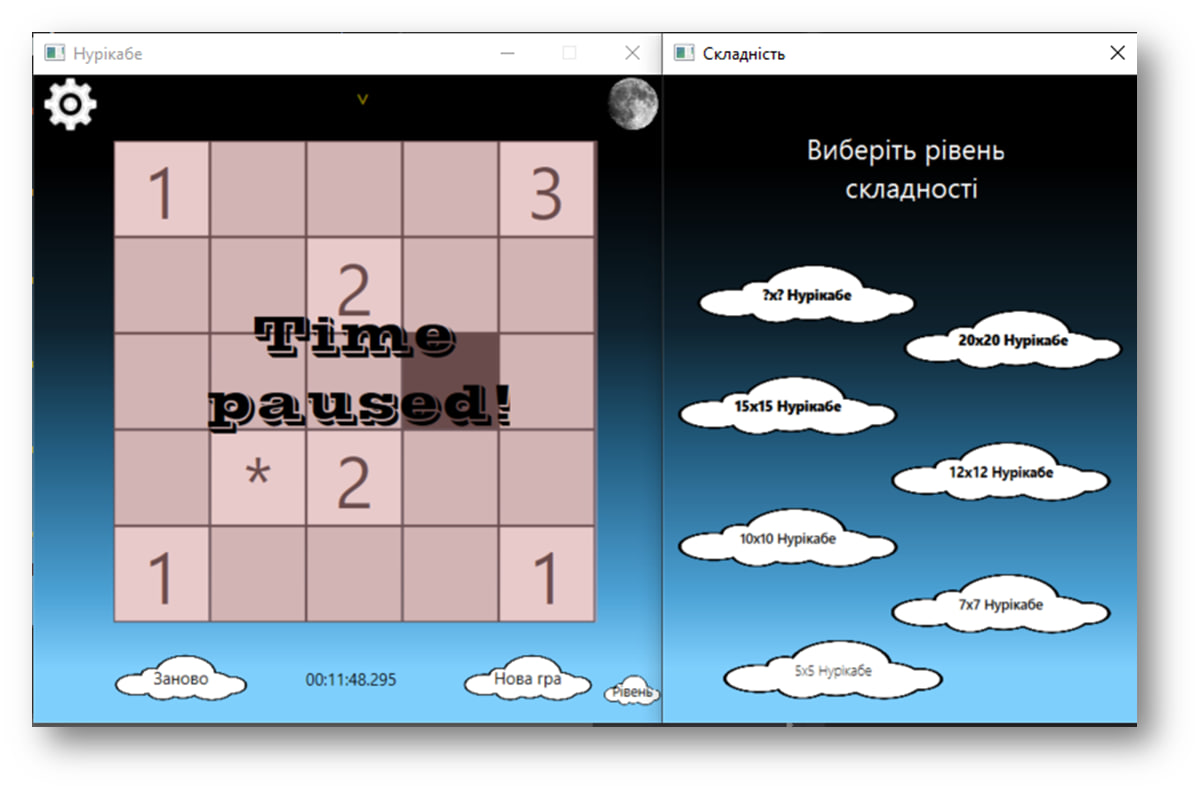 Нурікабе
Складність
˅
1 3
2
Time
paused!
* 2
1 1
Заново
00:11:48.295
Нова гра
Рівень
Виберіть рівень
складності
?x? Нурікабе
20x20 Нурікабе
15x15 Нурікабе
12x12 Нурікабе
10x10 Нурікабе
7x7 Нурікабе
5x5 Нурікабе